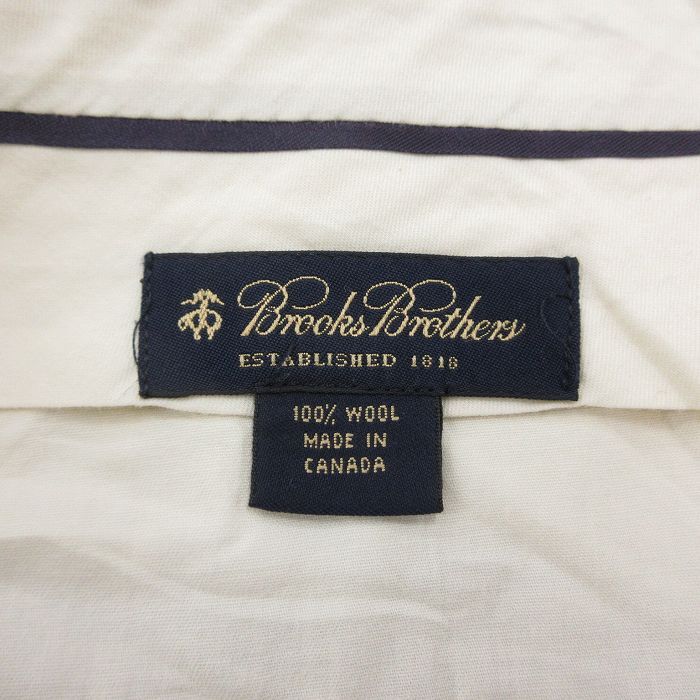 Brooks Brothers
ESTABLISHED 1818
100% WOOL
MADE IN
CANADA